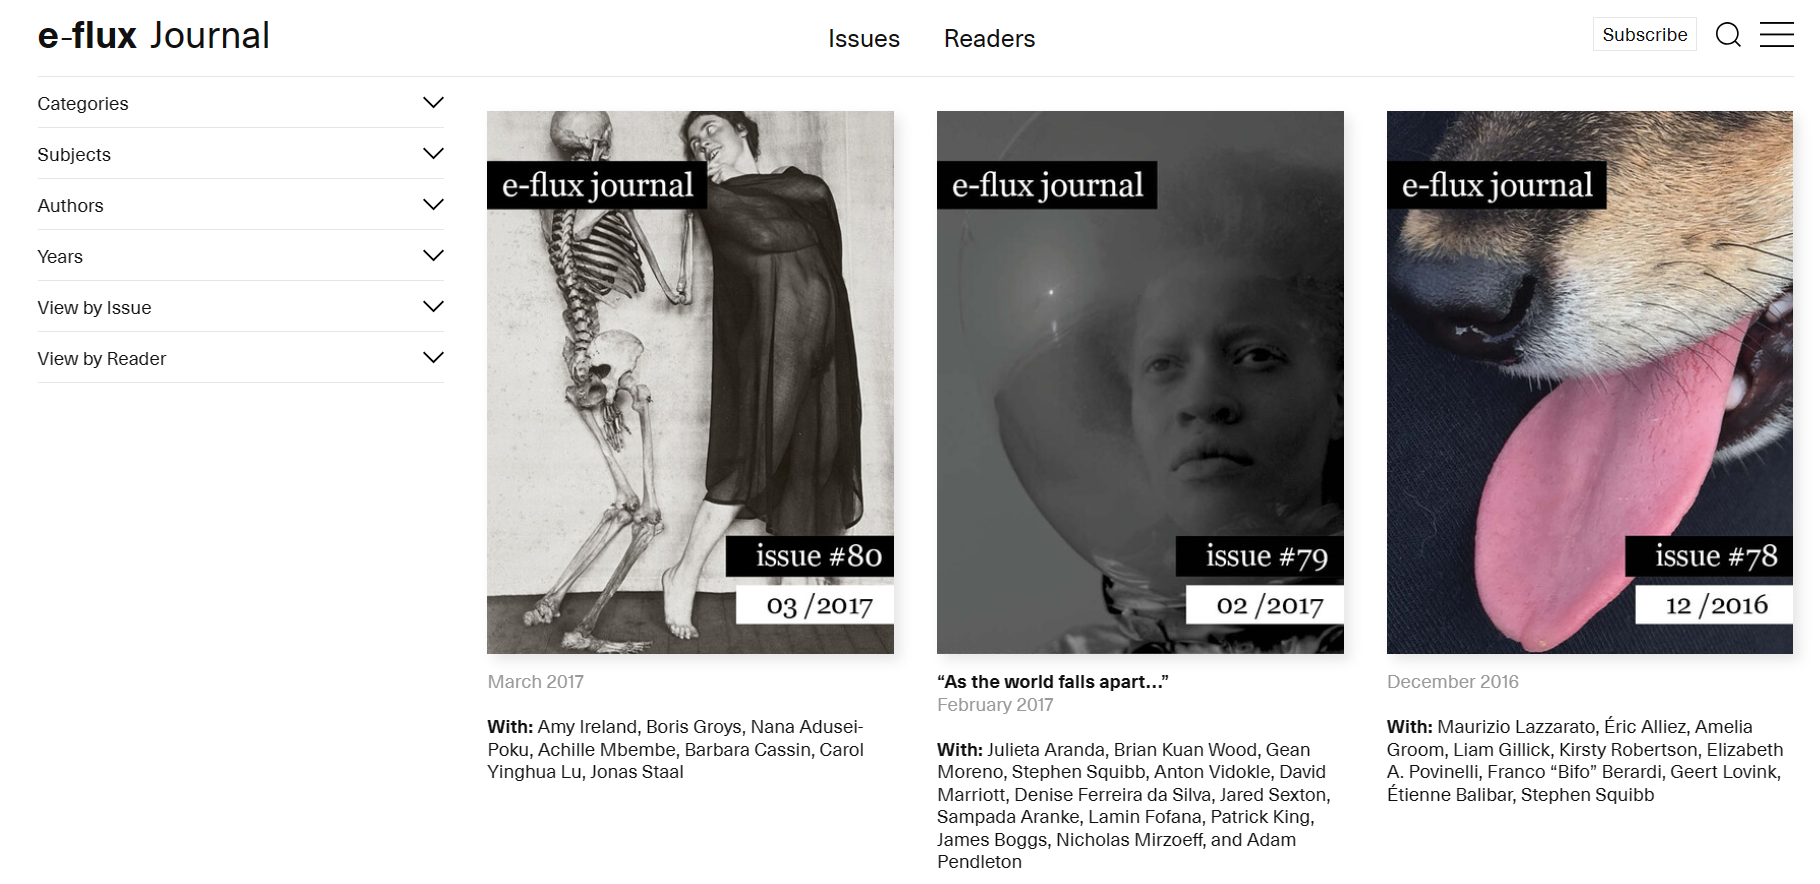 e-flux Journal
Issues
Readers
Subscribe
Categories
Subjects
Authors
Years
View by Issue
View by Reader
e-flux journal
issue #80
03 /2017
March 2017
With: Amy Ireland, Boris Groys, Nana Adusei-
Poku, Achille Mbembe, Barbara Cassin, Carol
Yinghua Lu, Jonas Staal
e-flux journal
issue #79
02 /2017
“As the world falls apart…”
February 2017
With: Julieta Aranda, Brian Kuan Wood, Gean
Moreno, Stephen Squibb, Anton Vidokle, David
Marriott, Denise Ferreira da Silva, Jared Sexton,
Sampada Aranke, Lamin Fofana, Patrick King,
James Boggs, Nicholas Mirzoeff, and Adam
Pendleton
e-flux journal
issue #78
12 /2016
December 2016
With: Maurizio Lazzarato, Éric Alliez, Amelia
Groom, Liam Gillick, Kirsty Robertson, Elizabeth
A. Povinelli, Franco “Bifo” Berardi, Geert Lovink,
Étienne Balibar, Stephen Squibb